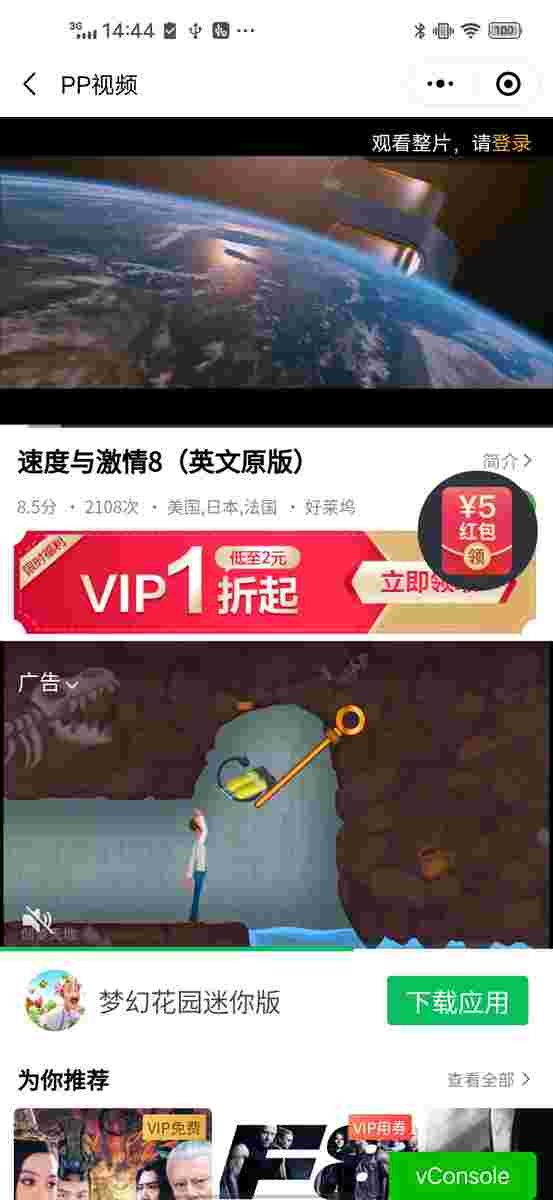 3G 14:44 100
PP视频
观看整片，请登录
速度与激情8（英文原版）
简介
8.5分 · 2108次 · 美国,日本,法国 · 好莱坞
¥5
红包
领
限时福利
VIP1折起
低至2元
立即领
广告
梦幻花园迷你版
下载应用
为你推荐
查看全部
VIP免费
VIP用券
F8
vConsole